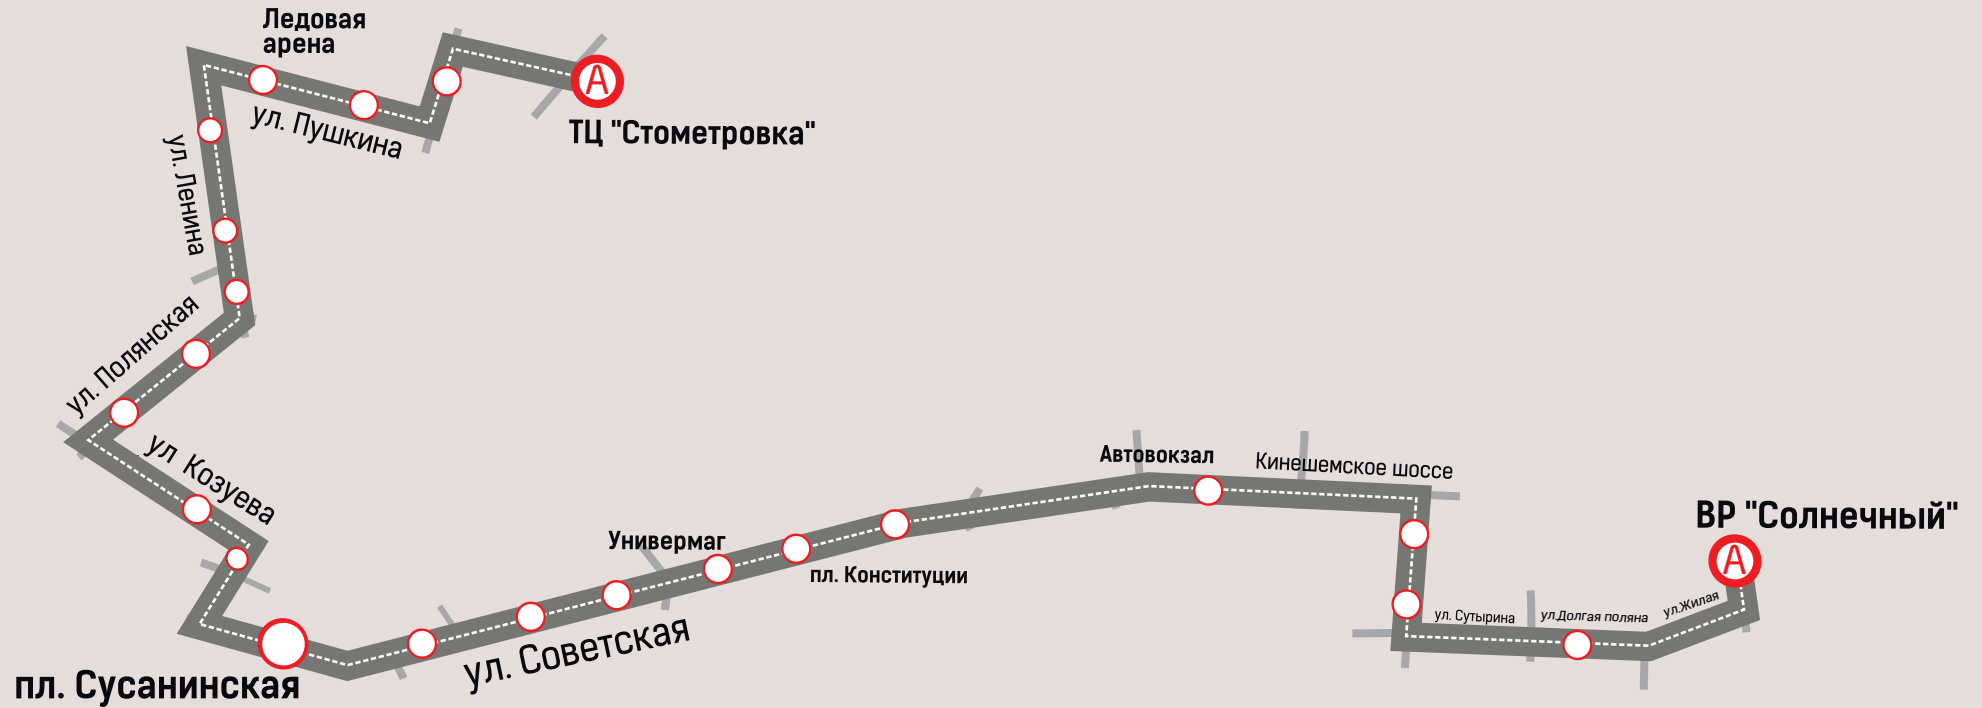 Ледовая
арена
А
ул. Пушкина
ТЦ "Стометровка"
ул. Ленина
ул. Полянская
ул Козуева
Автовокзал
Кинешемское шоссе
ВР "Солнечный"
А
Универмаг
пл. Конституции
ул. Сутырина
ул.Долгая поляна
ул.Жилая
ул. Советская
пл. Сусанинская